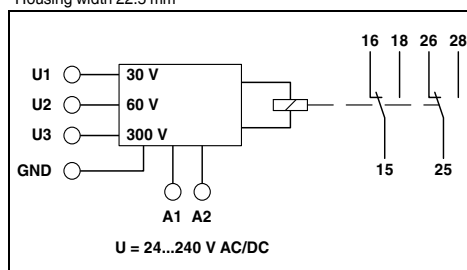 Housing width 22.5 mm
16 18 26 28
U1 30 V
U2 60 V
U3 300 V
GND
15 25
A1 A2
U = 24...240 V AC/DC